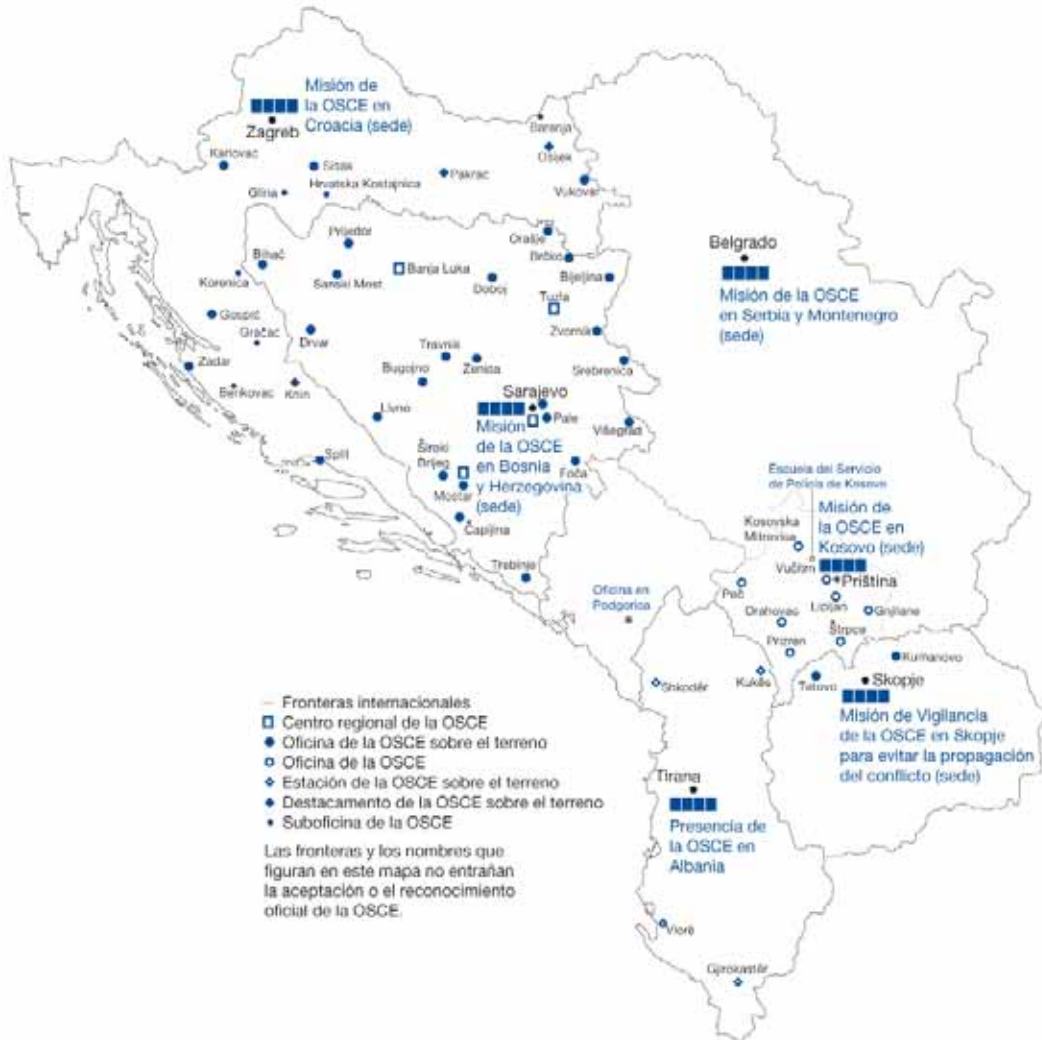 Misión de
la OSCE en
Croacia (sede)
Zagreb
Karlovac
Sisak
Glina
Hrvatska Kostajnica
Pakrac
Baranja
Osijek
Vukovar
Belgrado
Misión de la OSCE
en Serbia y Montenegro
(sede)
Prijedor
Bihač
Sanski Most
Banja Luka
Orašje
Brčko
Doboj
Bijeljina
Tuzla
Korenica
Gospić
Gračac
Drvar
Zvornik
Zadar
Benkovac
Knin
Travnik
Bugojno
Zenica
Srebrenica
Livno
Sarajevo
Pale
Višegrad
Misión
de la OSCE
en Bosnia
y Herzegovina
(sede)
Split
Široki
Brijeg
Mostar
Foča
Čapljina
Trebinje
Escuela del Servicio
de Policía de Kosovo
Misión de
la OSCE en
Kosovo (sede)
Kosovska
Mitrovica
Priština
Peč
Lipljan
Orahovac
Gnjilane
Prizren
Štrpce
Oficina en
Podgorica
Shkodër
Kukës
Tetovo
Kumanovo
Skopje
Misión de Vigilancia
de la OSCE en Skopje
para evitar la propagación
del conflicto (sede)
Tirana
Presencia de
la OSCE en
Albania
Vlorë
Gjirokastër
Fronteras internacionales
Centro regional de la OSCE
Oficina de la OSCE sobre el terreno
Oficina de la OSCE
Estación de la OSCE sobre el terreno
Destacamento de la OSCE sobre el terreno
Suboficina de la OSCE
Las fronteras y los nombres que
figuran en este mapa no entrañan
la aceptación o el reconocimiento
oficial de la OSCE.